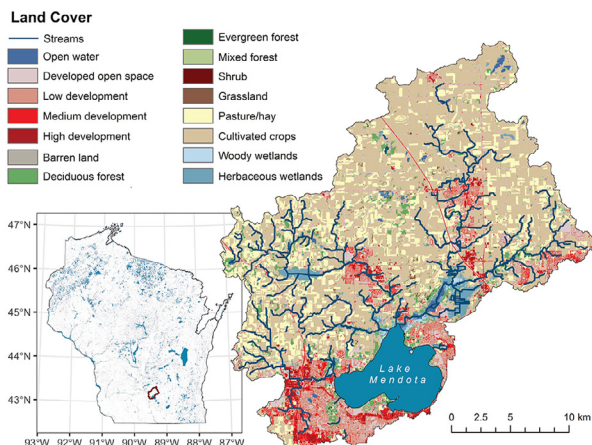 Land Cover
Streams
Open water
Developed open space
Low development
Medium development
High development
Barren land
Deciduous forest
Evergreen forest
Mixed forest
Shrub
Grassland
Pasture/hay
Cultivated crops
Woody wetlands
Herbaceous wetlands
47°N
46°N
45°N
44°N
43°N
93°W 92°W 91°W 90°W 89°W 88°W 87°W
Lake
Mendota
0 2.5 5 10 km